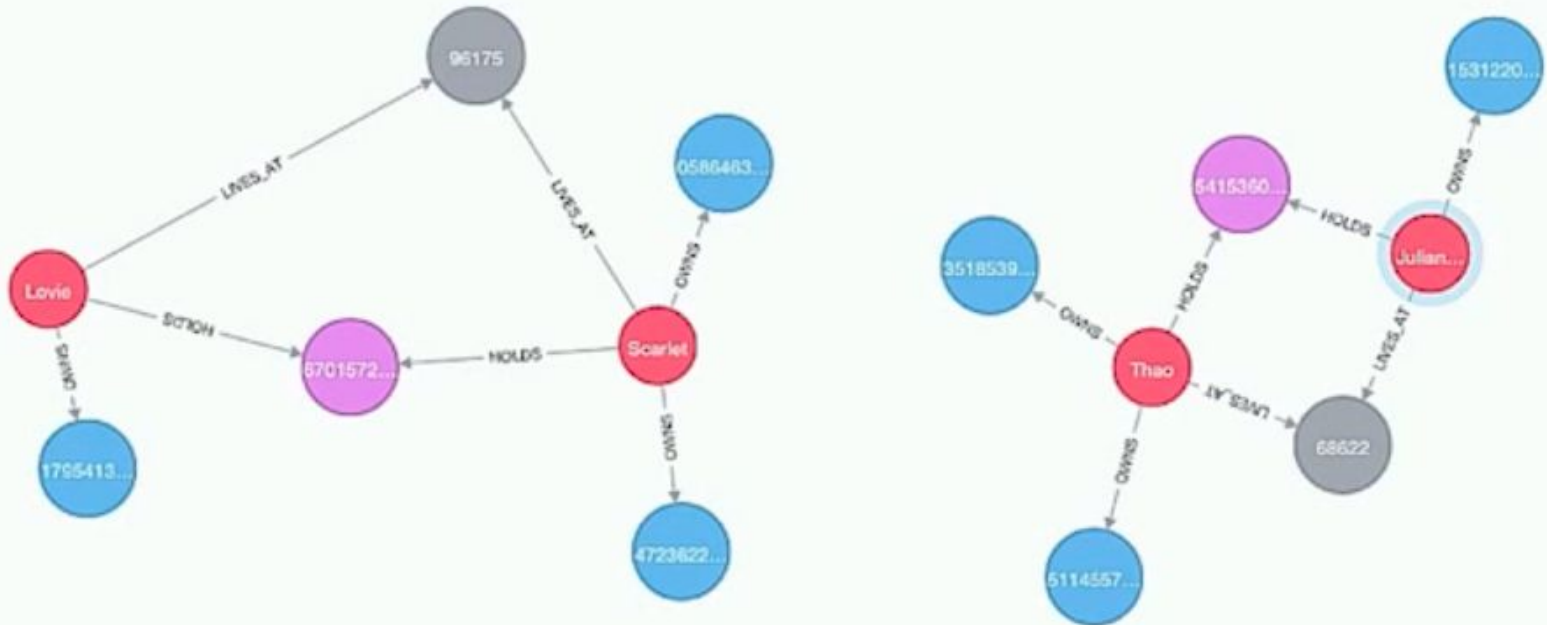 96175
1531220...
0586463...
LIVES_AT
OWNS
5415360...
LIVES_AT
HOLDS
OWNS
3518539...
Julian...
HOLDS
Lovie
OWNS
HOLDS
LIVES_AT
Scarlet
HOLDS
6701572...
Thao
OWNS
LIVES_AT
OWNS
68622
OWNS
1795413...
4723622...
5114557...